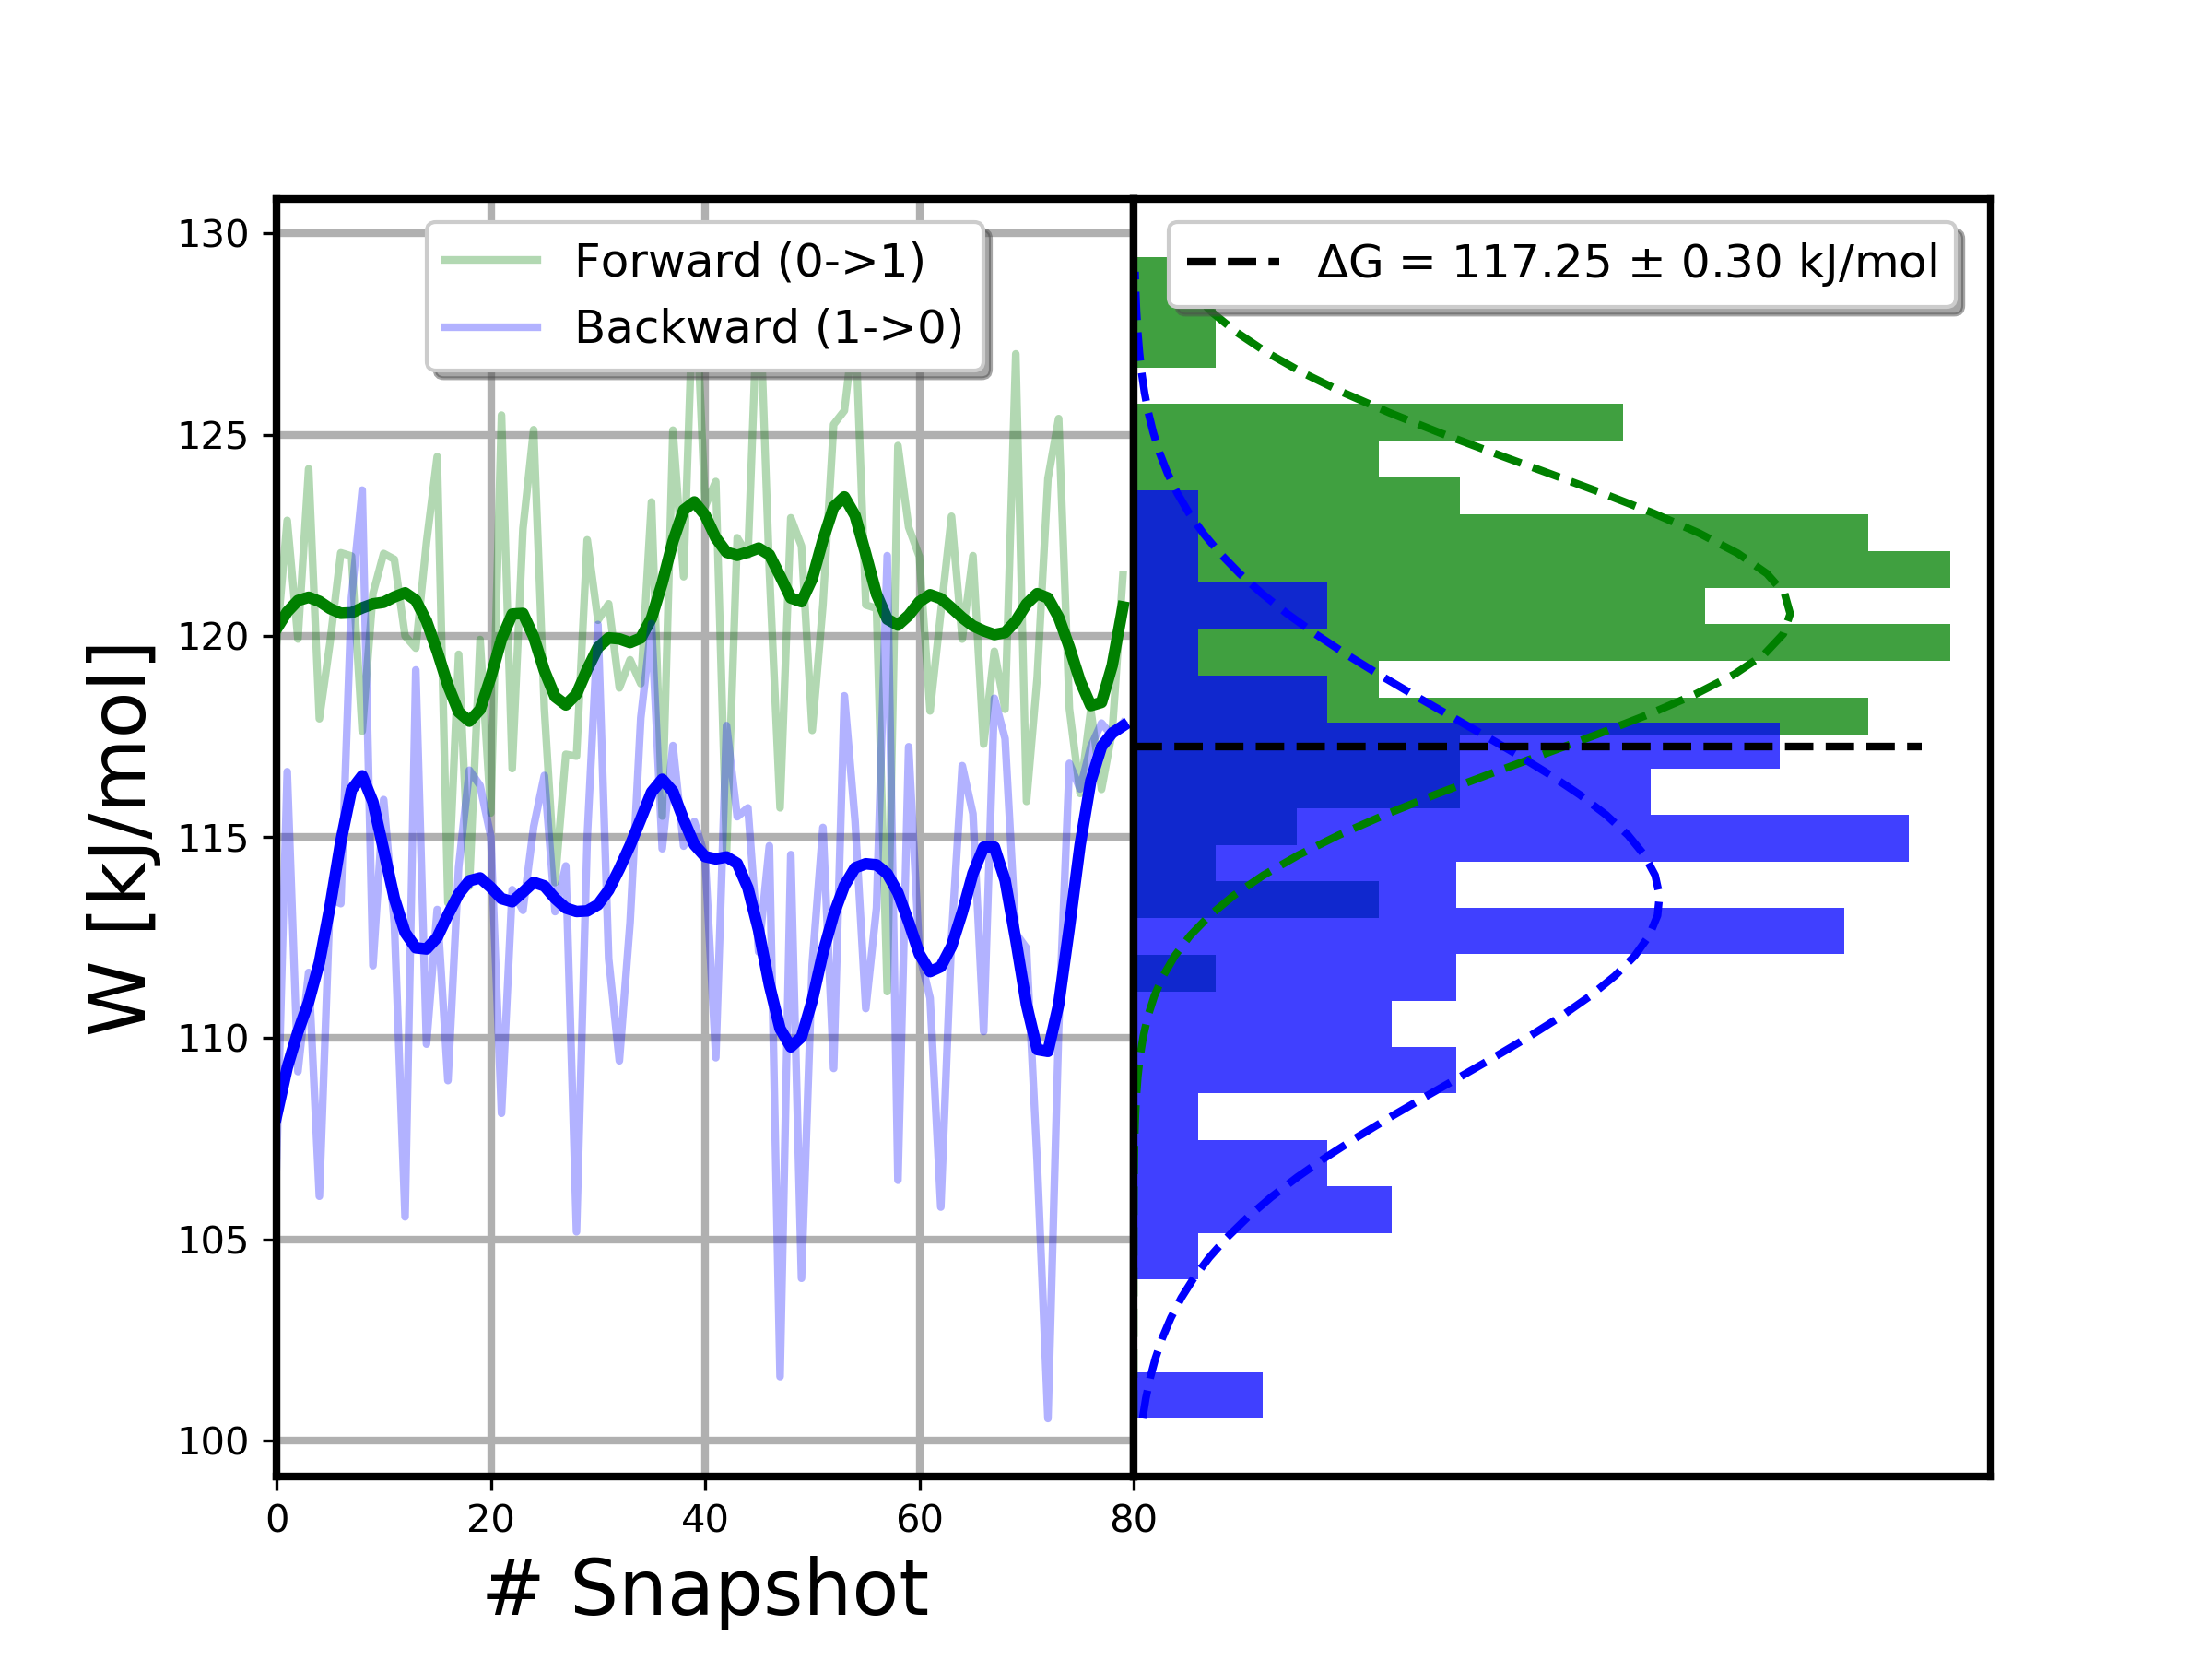 Forward (0->1)
Backward (1->0)
ΔG = 117.25 ± 0.30 kJ/mol
W [kJ/mol]
130
125
120
115
110
105
100
0 20 40 60 80
# Snapshot